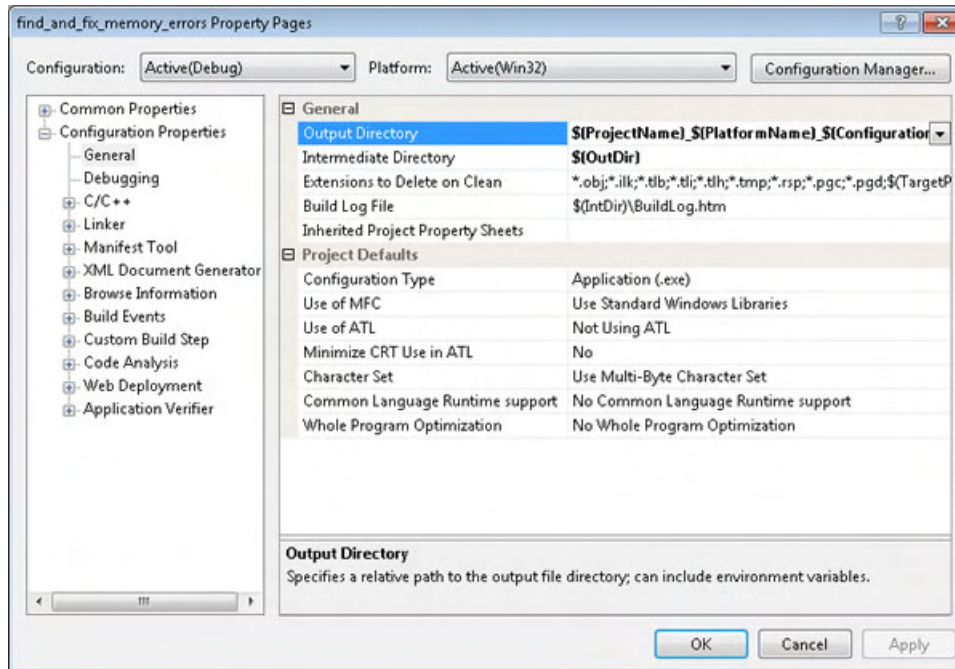 find_and_fix_memory_errors Property Pages
Configuration: Active(Debug) Platform: Active(Win32) Configuration Manager...
Common Properties
Configuration Properties
General
Debugging
C/C++
Linker
Manifest Tool
XML Document Generator
Browse Information
Build Events
Custom Build Step
Code Analysis
Web Deployment
Application Verifier
General
Output Directory $(ProjectName)_$(PlatformName)_$(Configuration
Intermediate Directory $(OutDir)
Extensions to Delete on Clean *.obj;*.ilk;*.tlb;*.tli;*.tlh;*.tmp;*.rsp;*.pgc;*.pgd;$(TargetP
Build Log File $(IntDir)\BuildLog.htm
Inherited Project Property Sheets
Project Defaults
Configuration Type Application (.exe)
Use of MFC Use Standard Windows Libraries
Use of ATL Not Using ATL
Minimize CRT Use in ATL No
Character Set Use Multi-Byte Character Set
Common Language Runtime support No Common Language Runtime support
Whole Program Optimization No Whole Program Optimization
Output Directory
Specifies a relative path to the output file directory; can include environment variables.
OK Cancel Apply